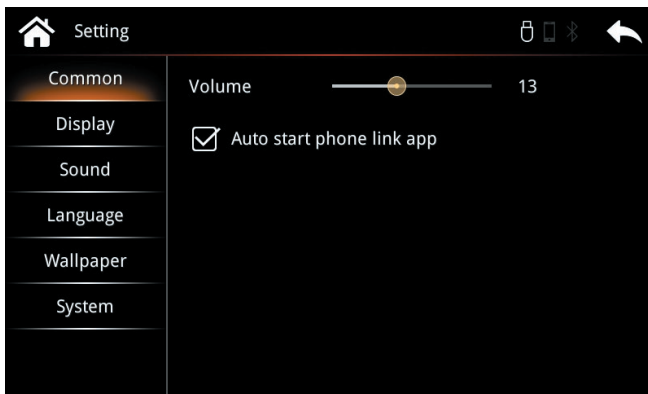 Setting
Common
Volume 13
Display
Auto start phone link app
Sound
Language
Wallpaper
System